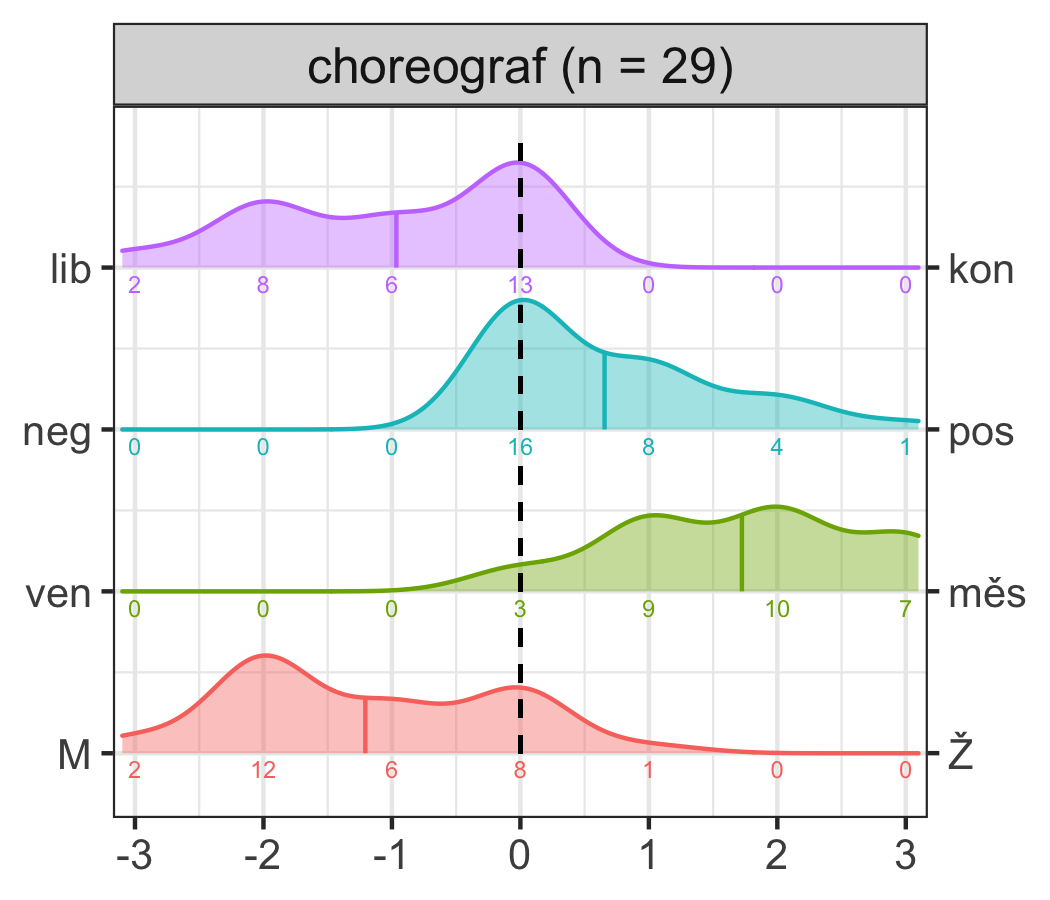 choreograf (n = 29)
lib kon
2 8 6 13 0 0 0
neg pos
0 0 0 16 8 4 1
ven měs
0 0 0 3 9 10 7
M Ž
2 12 6 8 1 0 0
-3 -2 -1 0 1 2 3